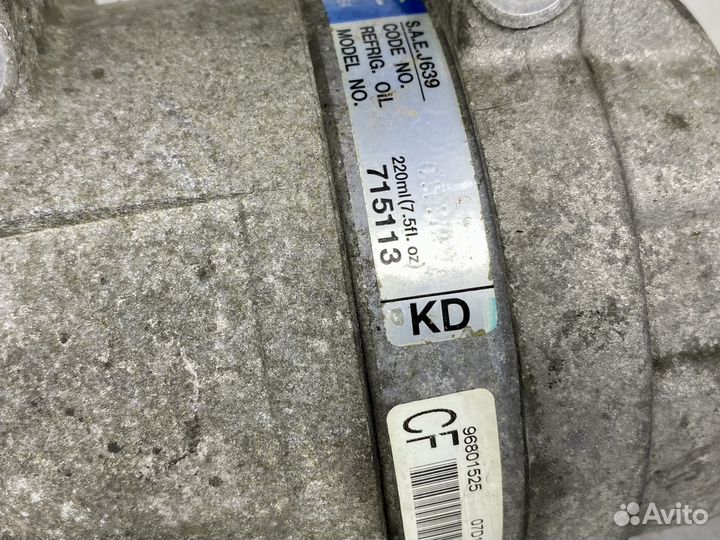 S.A.E.J639
CODE NO.
REFRIG. OIL 220ml(7.5fl.oz)
MODEL NO. 715113
KD
CF
96801525
Avito